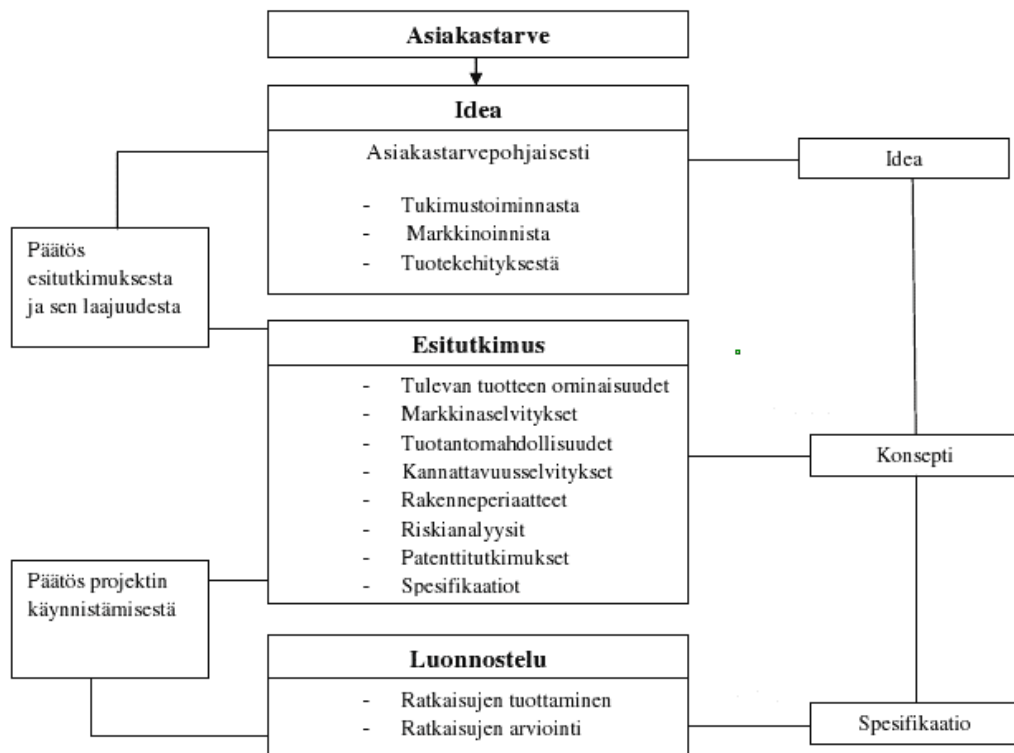 Asiakastarve
Idea
Asiakastarvepohjaisesti
- Tukimustoiminnasta
- Markkinoinnista
- Tuotekehityksestä
Idea
Päätös
esitutkimuksesta
ja sen laajuudesta
Esitutkimus
- Tulevan tuotteen ominaisuudet
- Markkinaselvitykset
- Tuotantomahdollisuudet
- Kannattavuusselvitykset
- Rakenneperiaatteet
- Riskianalyysit
- Patenttitutkimukset
- Spesifikaatiot
Konsepti
Päätös projektin
käynnistämisestä
Luonnostelu
- Ratkaisujen tuottaminen
- Ratkaisujen arviointi
Spesifikaatio